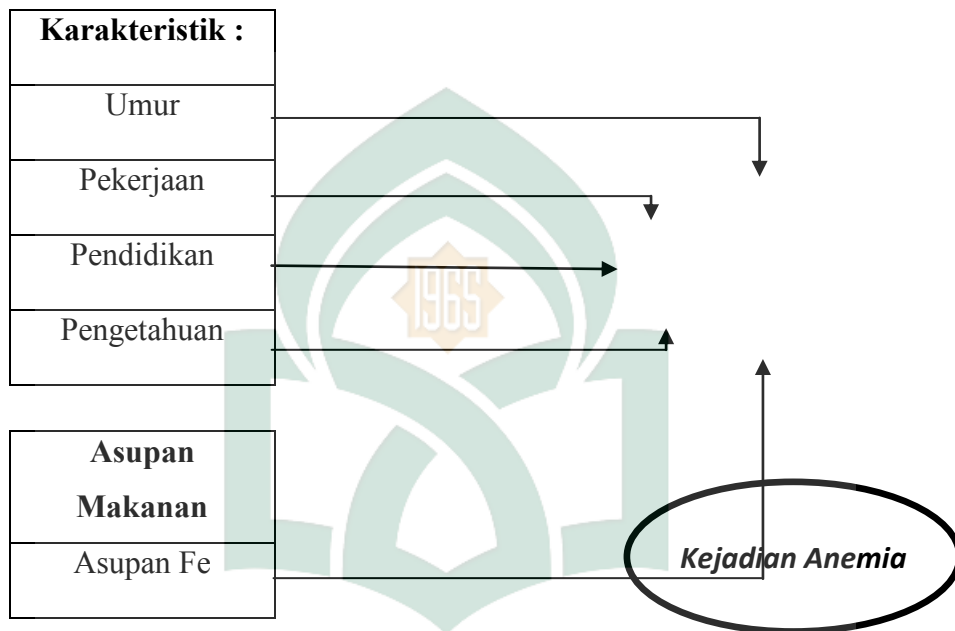 Karakteristik :
Umur
Pekerjaan
Pendidikan
Pengetahuan
1965
Asupan
Makanan
Asupan Fe
Kejadian Anemia